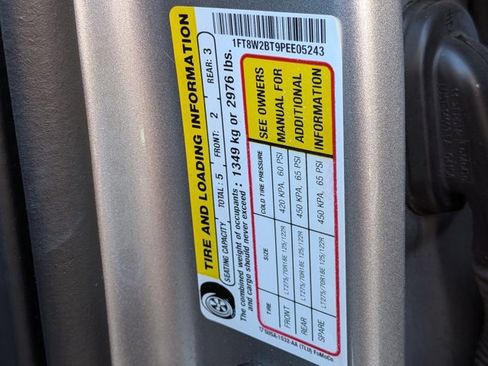 TIRE AND LOADING INFORMATION
SEATING CAPACITY TOTAL: 5 FRONT: 2 REAR: 3
The combined weight of occupants : 1349 kg or 2976 lbs.
and cargo should never exceed :
SIZE COLD TIRE PRESSURE SEE OWNERS MANUAL FOR ADDITIONAL INFORMATION
FRONT LT275/70R18E 125/122R 420 KPA, 60 PSI
REAR LT275/70R18E 125/122R 450 KPA, 65 PSI
SPARE LT275/70R18E 125/122R 450 KPA, 65 PSI
1FT8W2BT9PEE05243